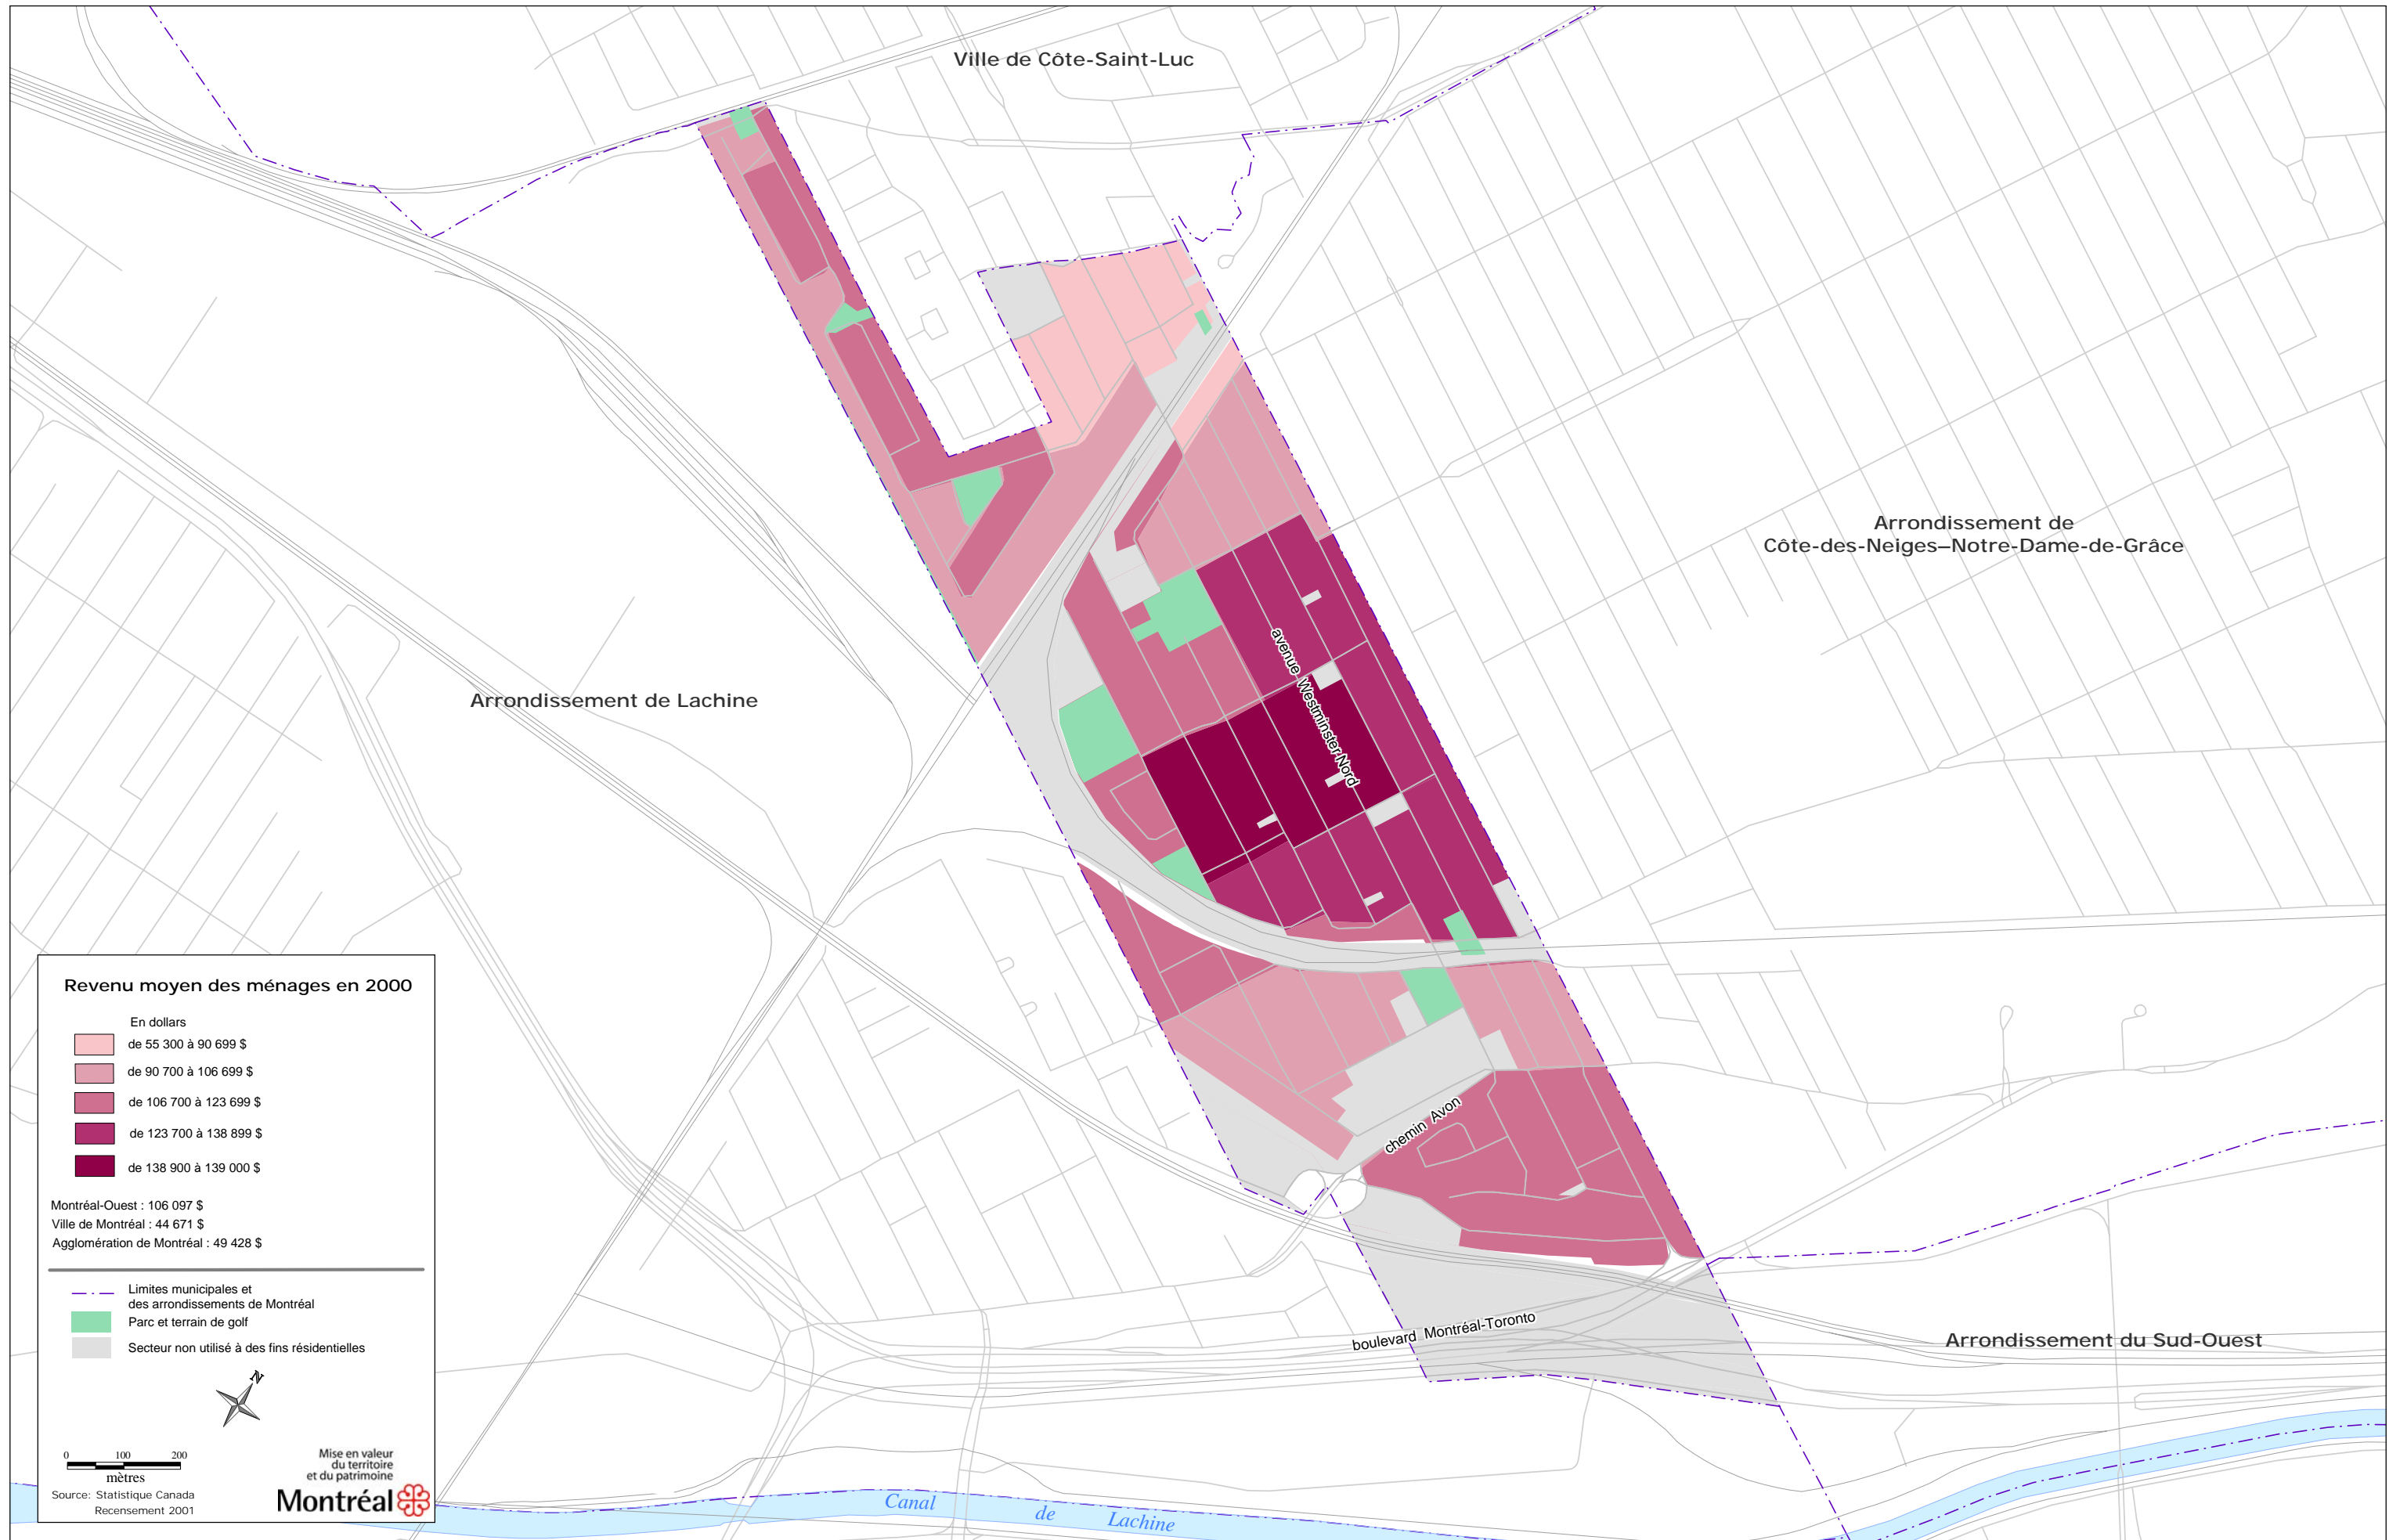 Ville de Côte-Saint-Luc
Arrondissement de
Côte-des-Neiges–Notre-Dame-de-Grâce
Arrondissement de Lachine
avenue Westminster-Nord
chemin Avon
boulevard Montréal-Toronto
Arrondissement du Sud-Ouest
Canal de Lachine
Revenu moyen des ménages en 2000
En dollars
de 55 300 à 90 699 $
de 90 700 à 106 699 $
de 106 700 à 123 699 $
de 123 700 à 138 899 $
de 138 900 à 139 000 $
Montréal-Ouest : 106 097 $
Ville de Montréal : 44 671 $
Agglomération de Montréal : 49 428 $
Limites municipales et
des arrondissements de Montréal
Parc et terrain de golf
Secteur non utilisé à des fins résidentielles
N
0 100 200
mètres
Source: Statistique Canada
Recensement 2001
Mise en valeur
du territoire
et du patrimoine
Montréal